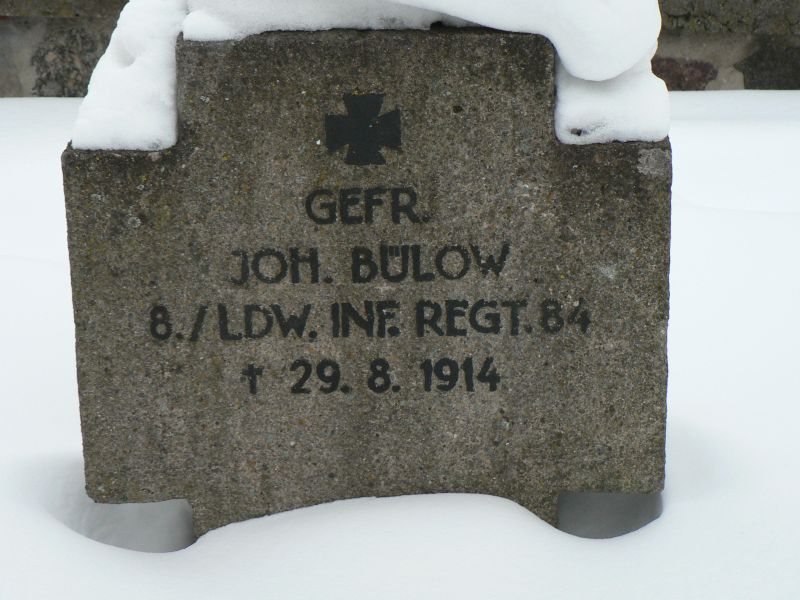 GEFR.
JOH. BÜLOW
8./LDW. INF. REGT. 84
† 29. 8. 1914